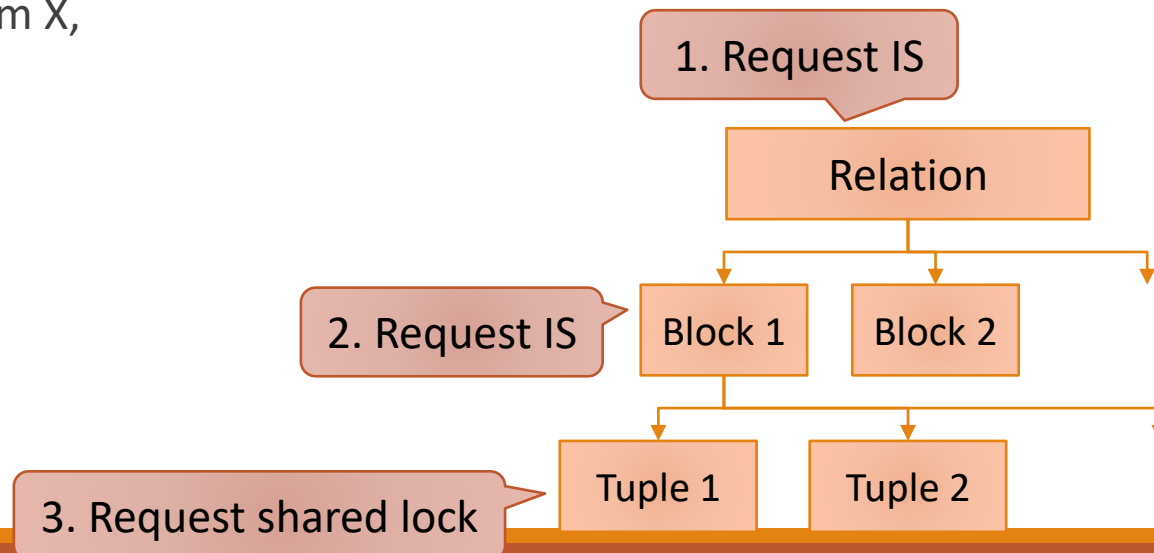 m X,
1. Request IS
Relation
2. Request IS
Block 1
Block 2
3. Request shared lock
Tuple 1
Tuple 2